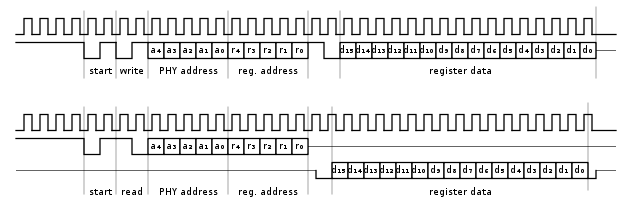 a4 a3 a2 a1 a0 r4 r3 r2 r1 r0 d15 d14 d13 d12 d11 d10 d9 d8 d7 d6 d5 d4 d3 d2 d1 d0
start write PHY address reg. address register data
a4 a3 a2 a1 a0 r4 r3 r2 r1 r0
d15 d14 d13 d12 d11 d10 d9 d8 d7 d6 d5 d4 d3 d2 d1 d0
start read PHY address reg. address register data